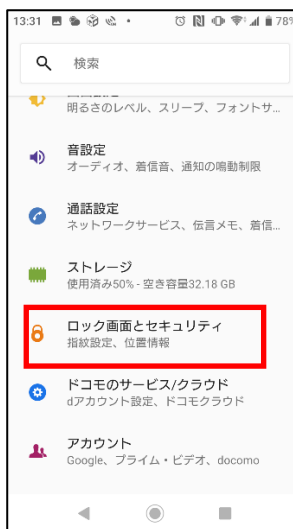 13:31 78%
検索
明るさのレベル、スリープ、フォントサ...
音設定
オーディオ、着信音、通知の鳴動制限
通話設定
ネットワークサービス、伝言メモ、着信...
ストレージ
使用済み50% - 空き容量32.18 GB
ロック画面とセキュリティ
指紋設定、位置情報
ドコモのサービス/クラウド
dアカウント設定、ドコモクラウド
アカウント
Google、プライム・ビデオ、docomo